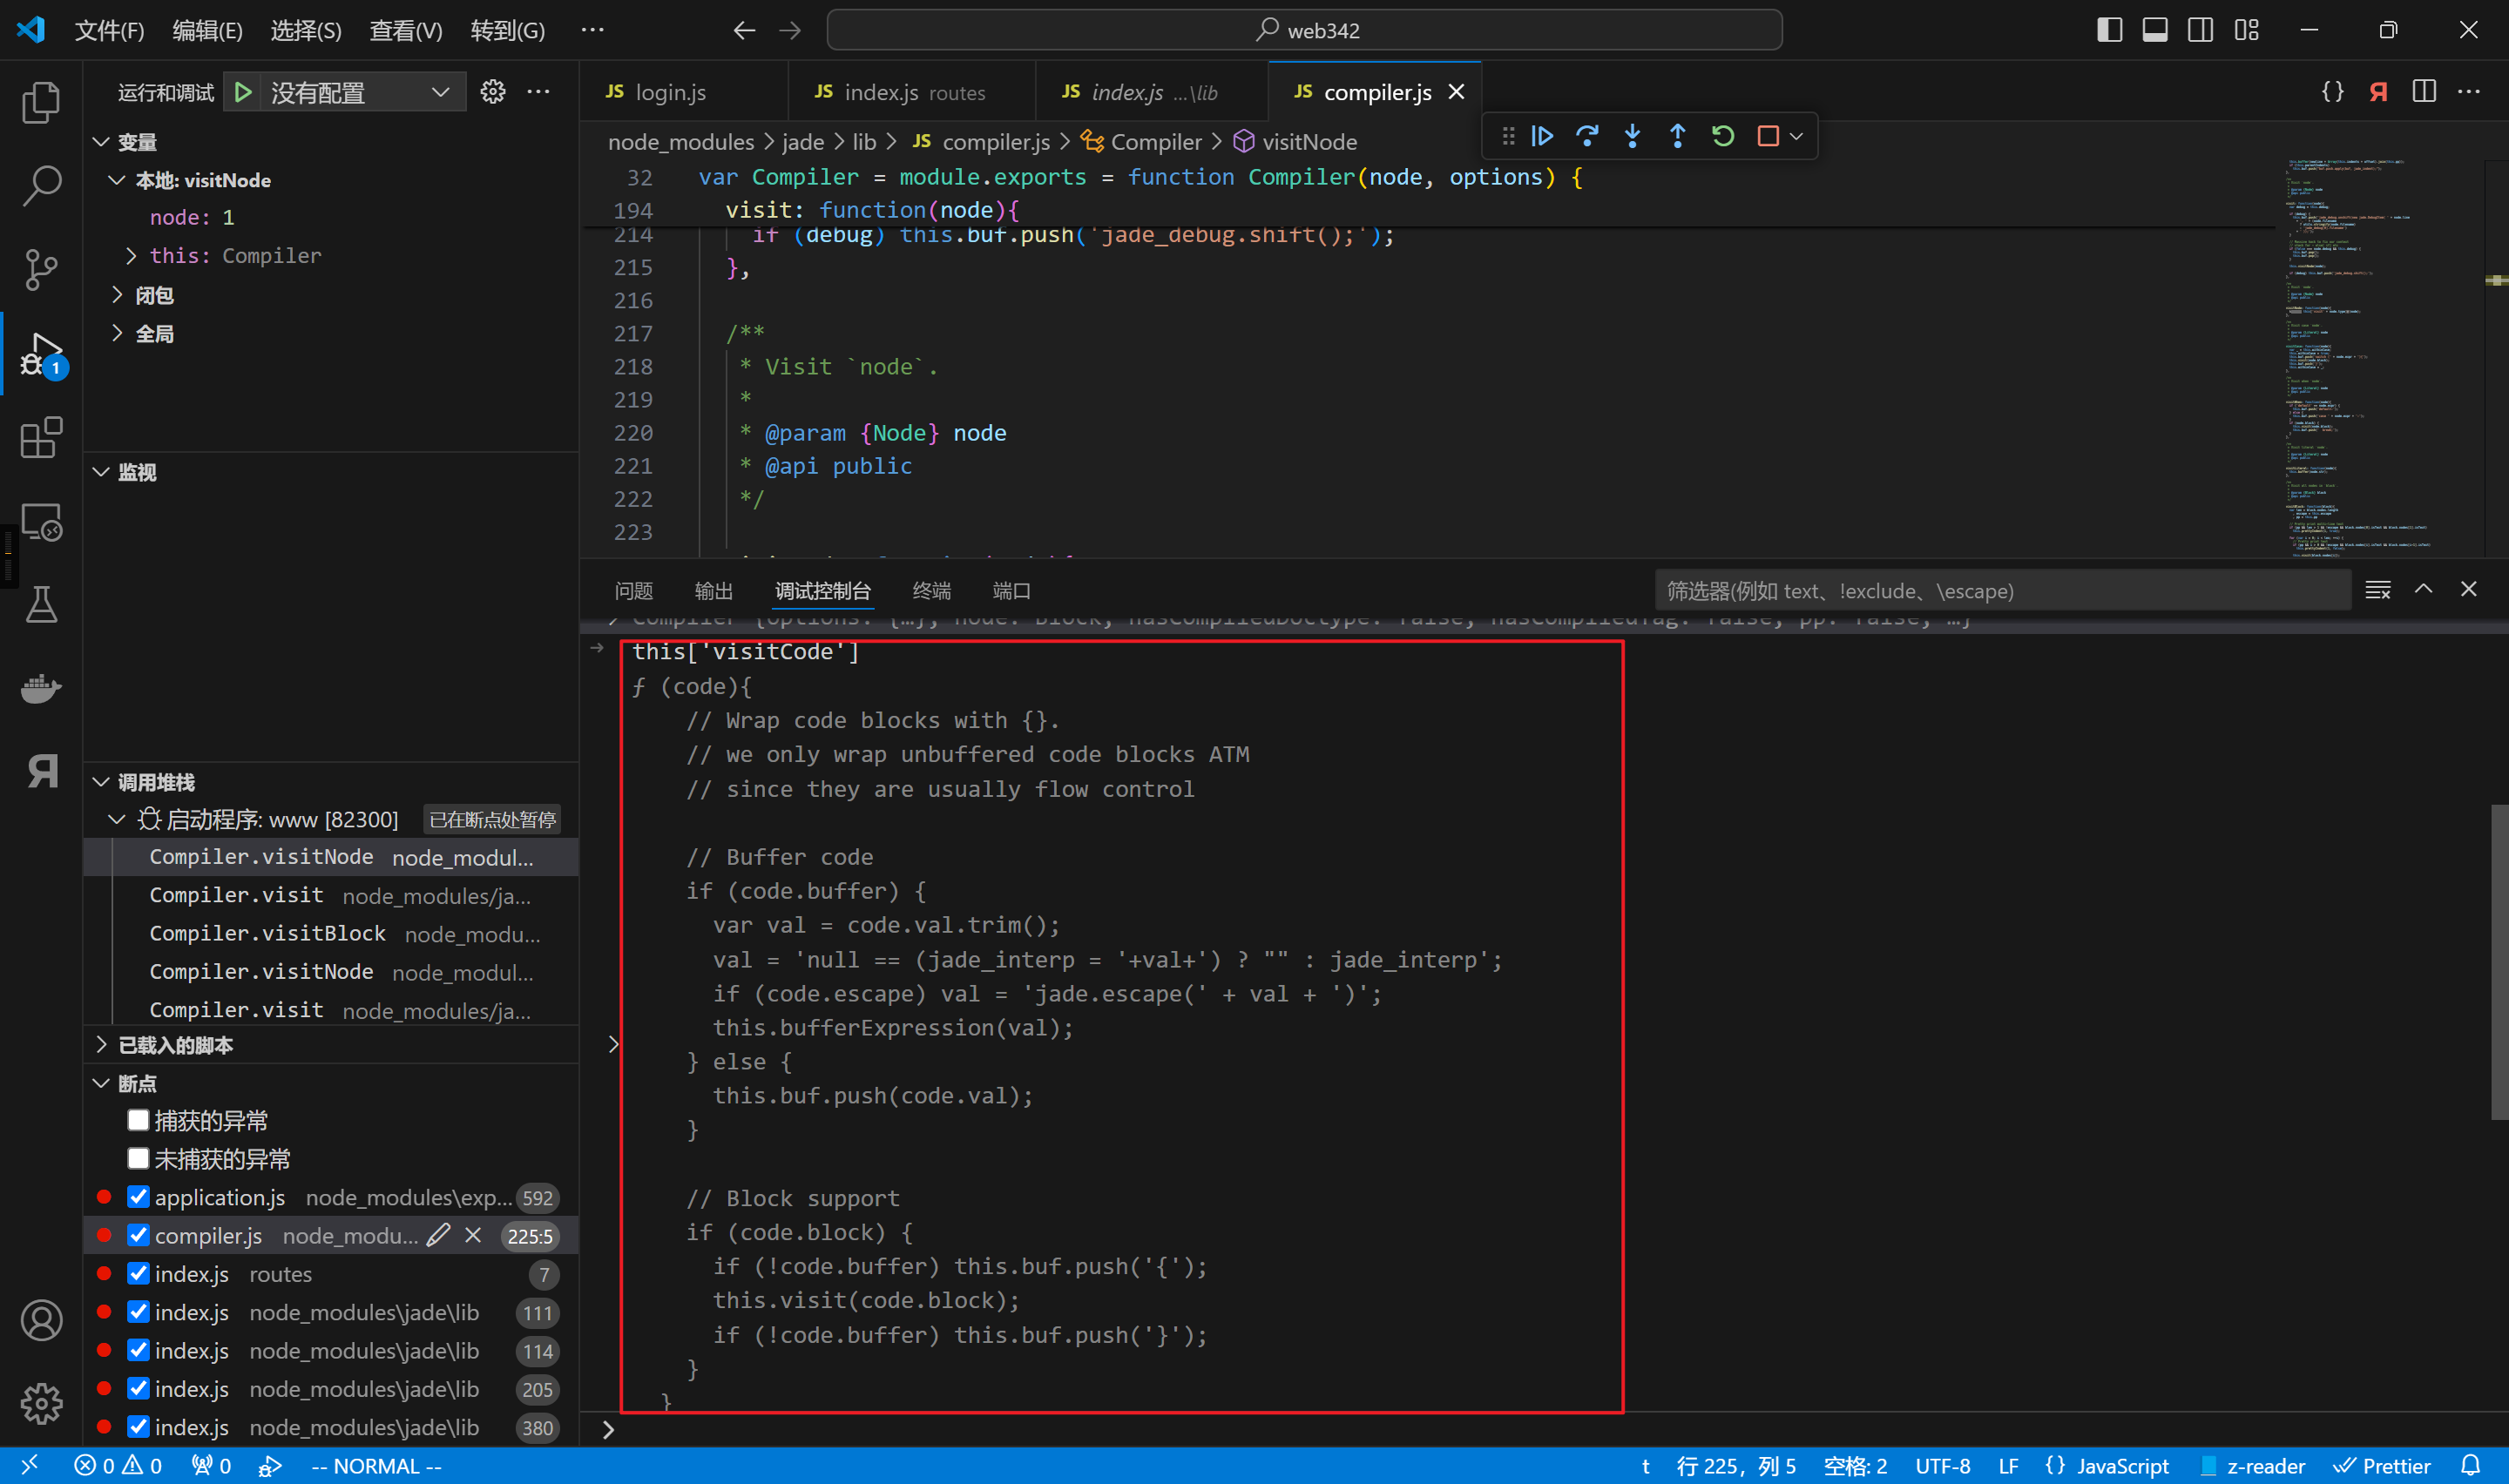 文件(F) 编辑(E) 选择(S) 查看(V) 转到(G) ··· web342
运行和调试 没有配置 ···
变量
本地: visitNode
node: 1
this: Compiler
闭包
全局
监视
调用堆栈
启动程序: www [82300] 已在断点处暂停
Compiler.visitNode node_modul...
Compiler.visit node_modules/ja...
Compiler.visitBlock node_modu...
Compiler.visitNode node_modul...
Compiler.visit node_modules/ja...
已载入的脚本
断点
捕获的异常
未捕获的异常
application.js node_modules\exp... 592
compiler.js node_modu... 225:5
index.js routes 7
index.js node_modules\jade\lib 111
index.js node_modules\jade\lib 114
index.js node_modules\jade\lib 205
index.js node_modules\jade\lib 380
JS login.js JS index.js routes JS index.js ...\lib JS compiler.js
node_modules > jade > lib > JS compiler.js > Compiler > visitNode
32 var Compiler = module.exports = function Compiler(node, options) {
194 visit: function(node){
214 if (debug) this.buf.push('jade_debug.shift();');
215 },
216
217 /**
218 * Visit `node`.
219 *
220 * @param {Node} node
221 * @api public
222 */
223
问题 输出 调试控制台 终端 端口 筛选器(例如 text、!exclude、\escape)
Compiler {options: {…}, node: Block, hasCompiledDoctype: false, hasCompiledTag: false, pp: false, …}
this['visitCode']
ƒ (code){
// Wrap code blocks with {}.
// we only wrap unbuffered code blocks ATM
// since they are usually flow control
// Buffer code
if (code.buffer) {
var val = code.val.trim();
val = 'null == (jade_interp = '+val+') ? "" : jade_interp';
if (code.escape) val = 'jade.escape(' + val + ')';
this.bufferExpression(val);
} else {
this.buf.push(code.val);
}
// Block support
if (code.block) {
if (!code.buffer) this.buf.push('{');
this.visit(code.block);
if (!code.buffer) this.buf.push('}');
}
}
0 0 0 -- NORMAL -- t 行 225，列 5 空格: 2 UTF-8 LF {} JavaScript z-reader Prettier